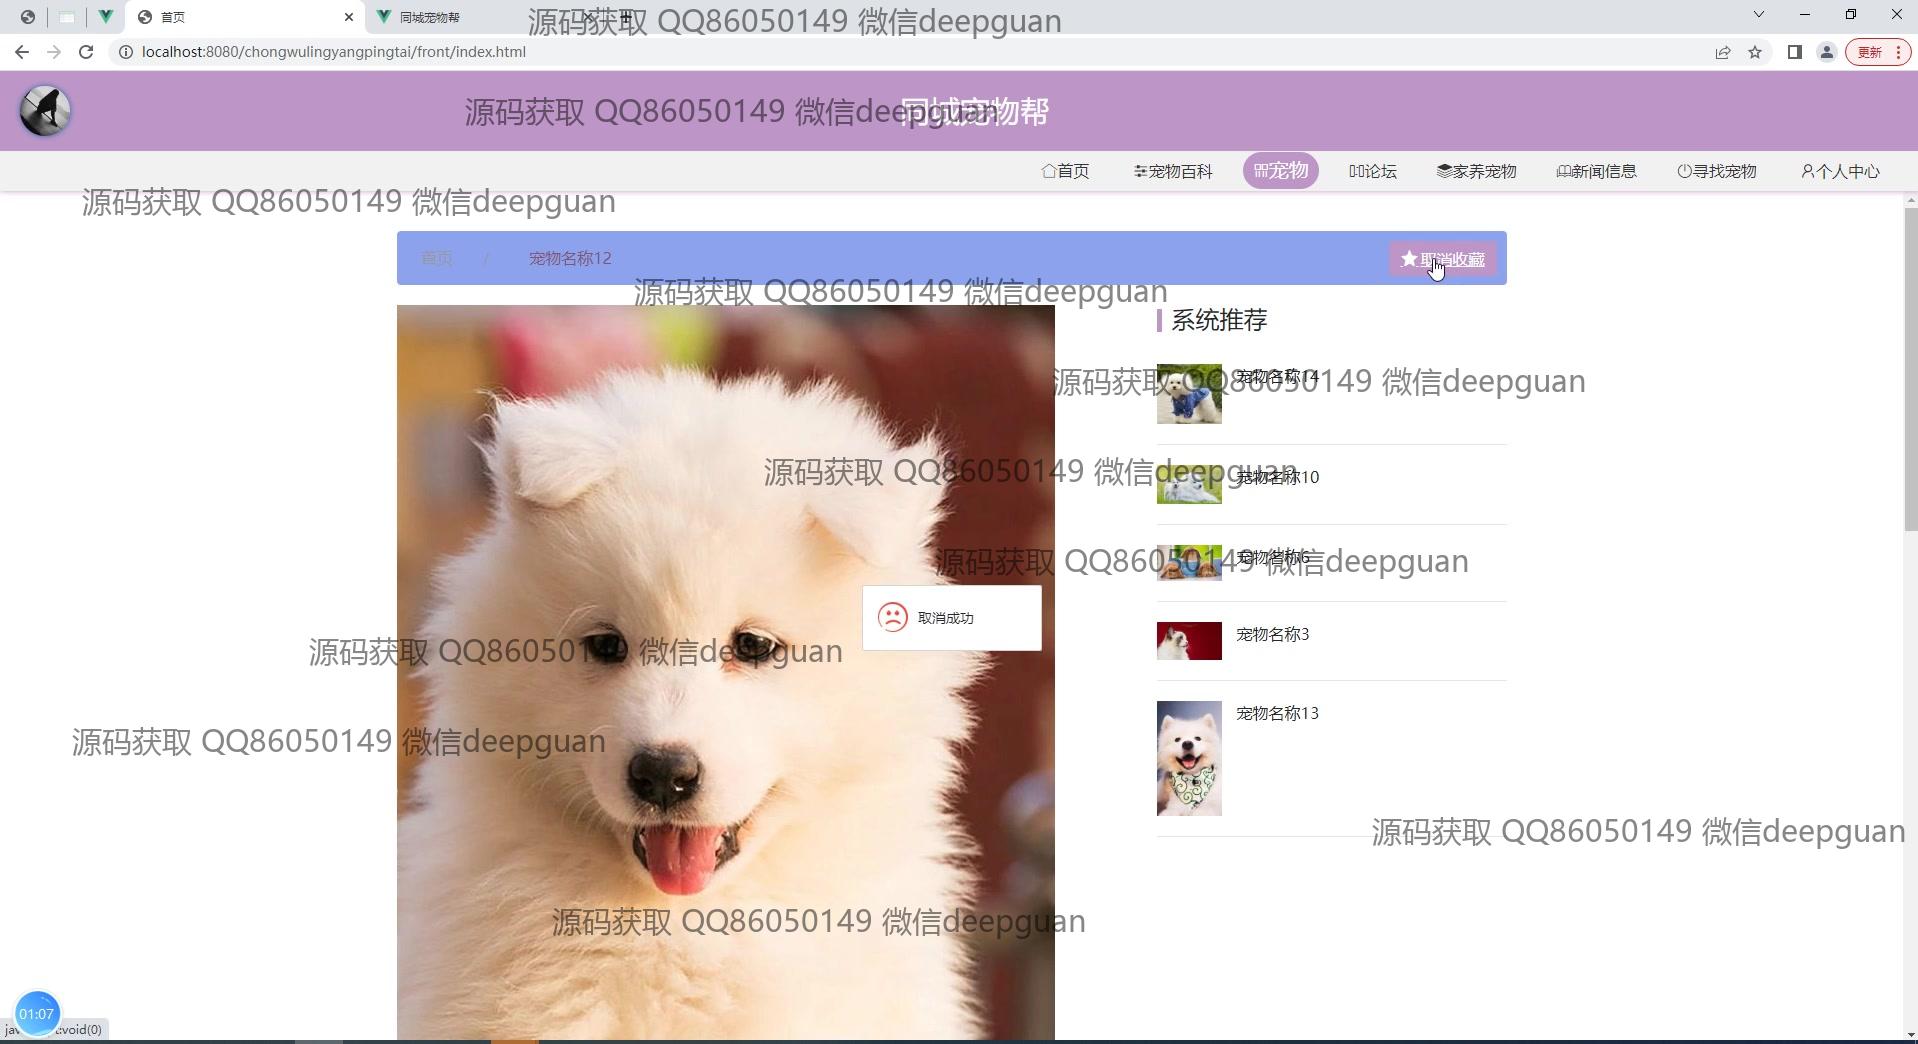 首页
同城宠物帮
源码获取 QQ86050149 微信deepguan
localhost:8080/chongwulingyangpingtai/front/index.html
更新
源码获取 QQ86050149 微信deepguan
同城宠物帮
首页
宠物百科
宠物
论坛
家养宠物
新闻信息
寻找宠物
个人中心
源码获取 QQ86050149 微信deepguan
首页 / 宠物名称12
取消收藏
源码获取 QQ86050149 微信deepguan
系统推荐
宠物名称14
源码获取 QQ86050149 微信deepguan
宠物名称10
源码获取 QQ86050149 微信deepguan
宠物名称6
源码获取 QQ86050149 微信deepguan
取消成功
宠物名称3
源码获取 QQ86050149 微信deepguan
宠物名称13
源码获取 QQ86050149 微信deepguan
源码获取 QQ86050149 微信deepguan
源码获取 QQ86050149 微信deepguan
01:07
void(0)